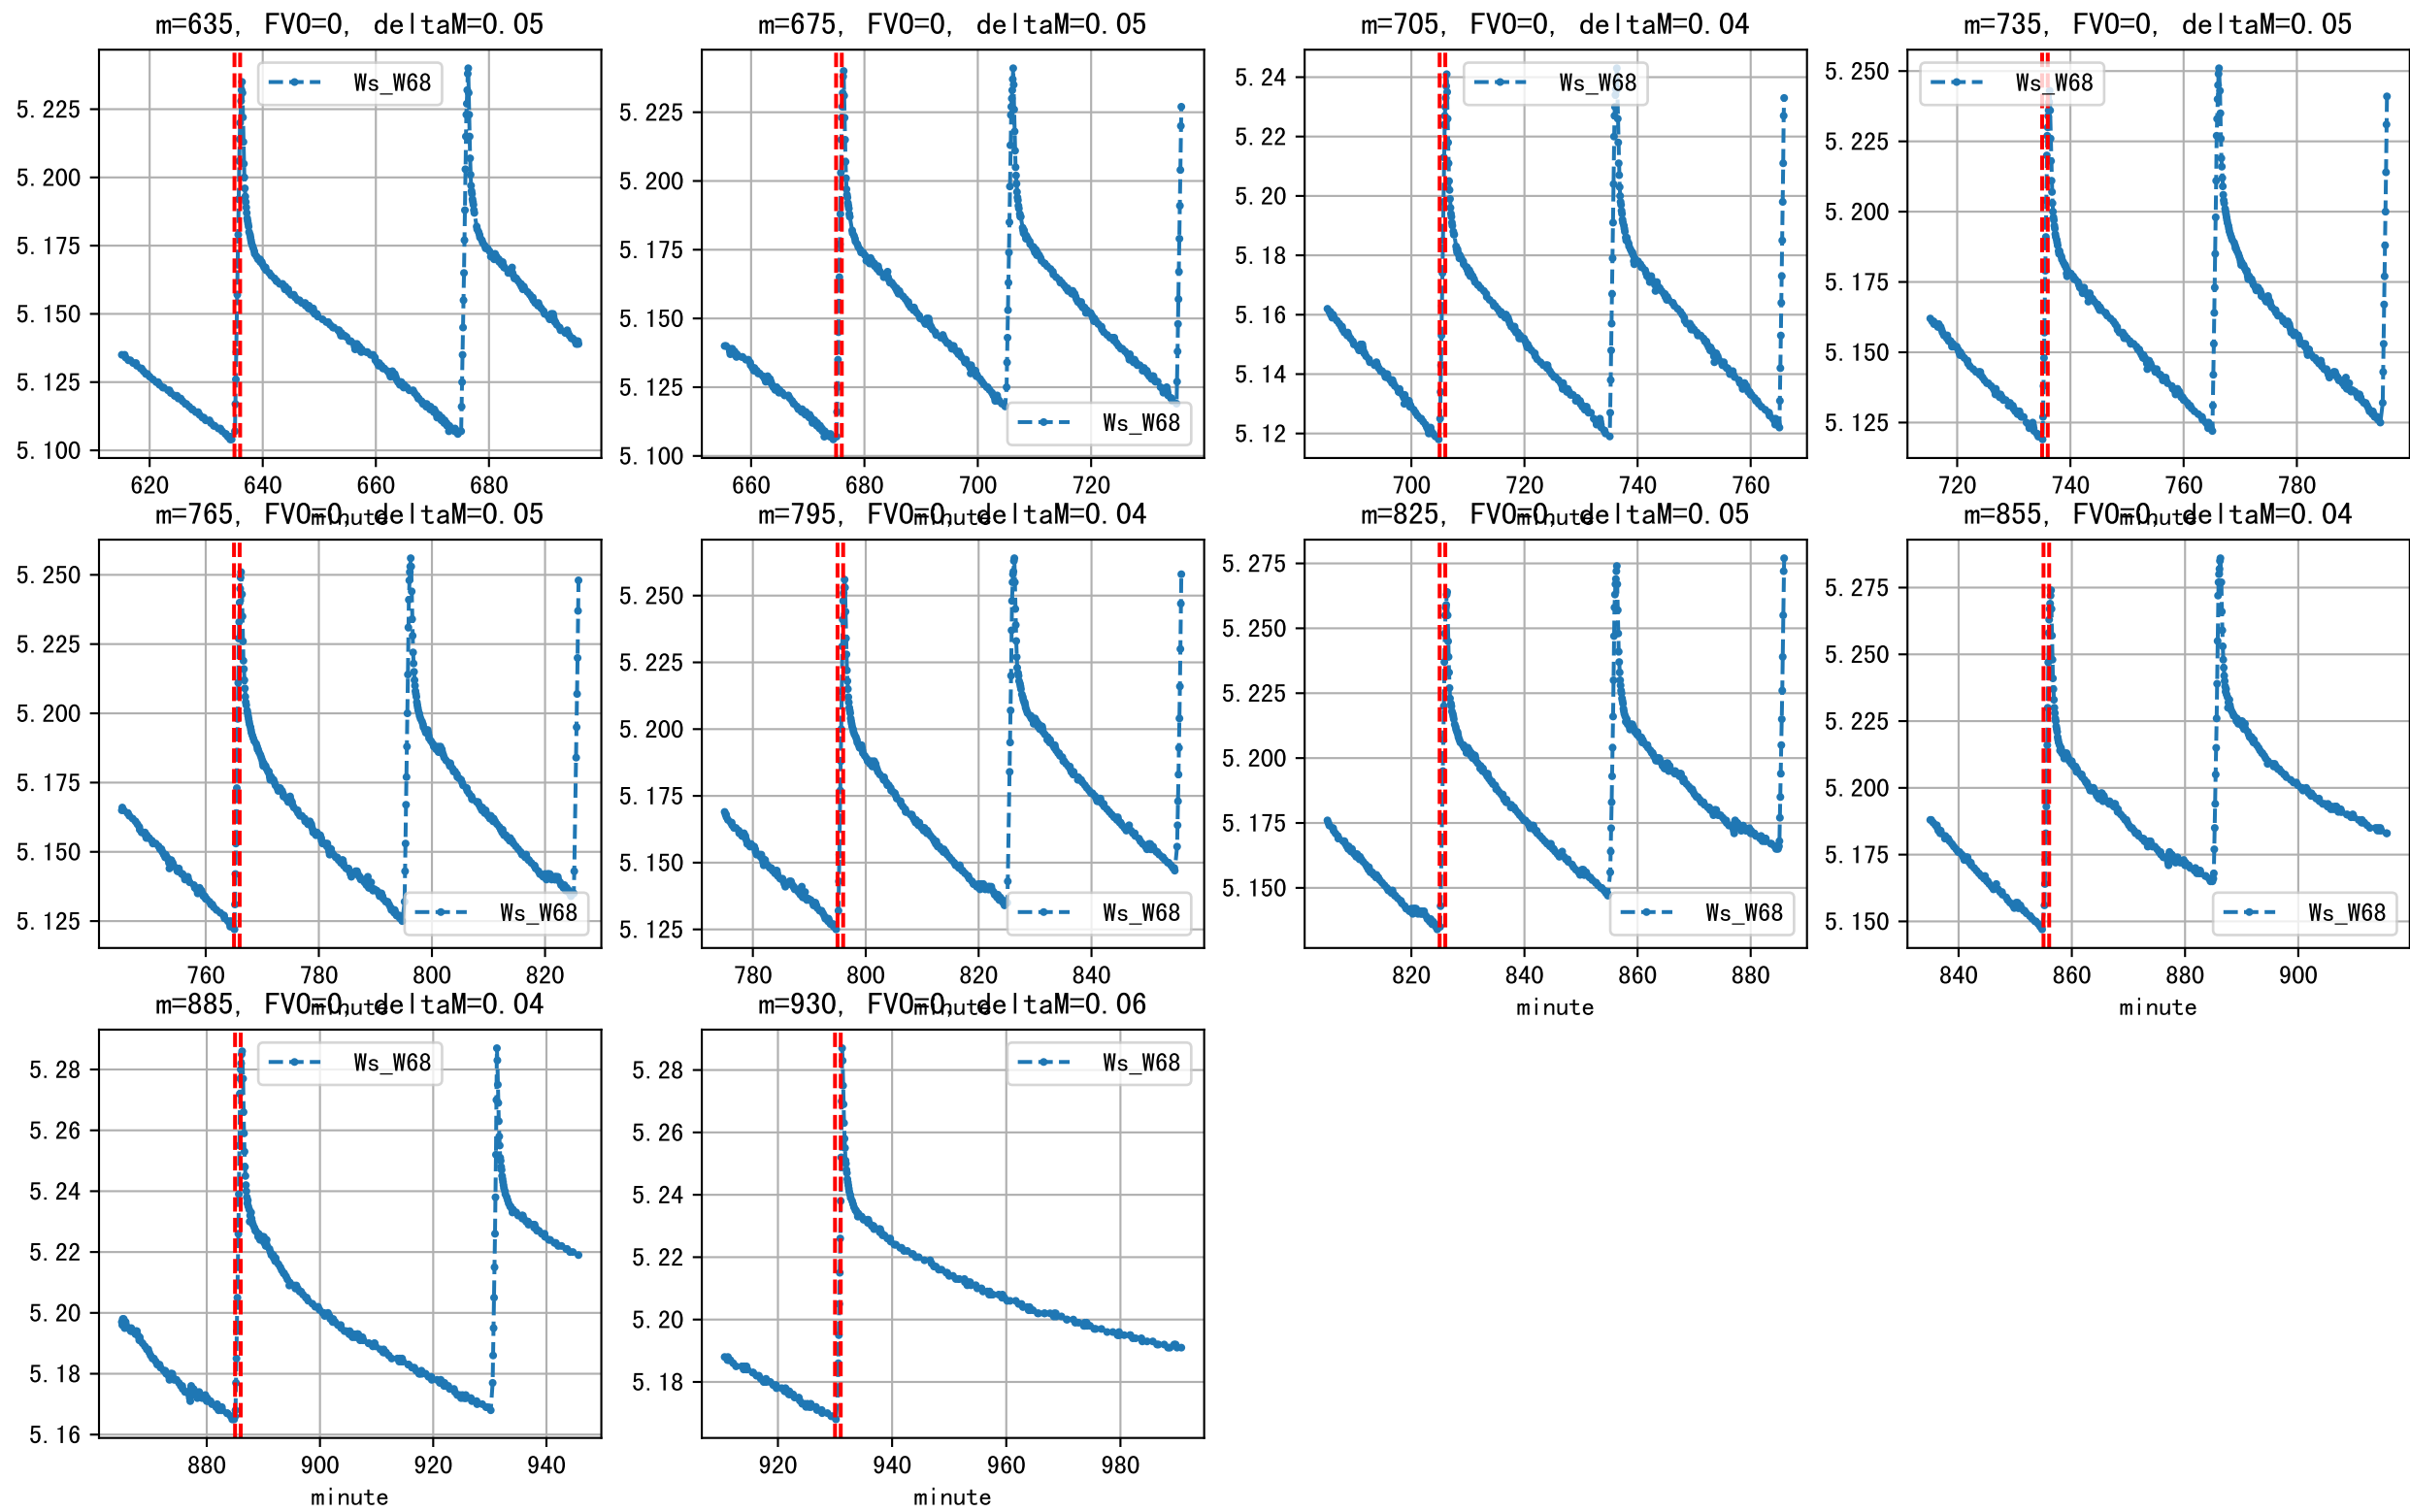 m=635, FV0=0, deltaM=0.05
m=675, FV0=0, deltaM=0.05
m=705, FV0=0, deltaM=0.04
m=735, FV0=0, deltaM=0.05
Ws_W68
Ws_W68
Ws_W68
Ws_W68
5.225
5.200
5.175
5.150
5.125
5.100
5.225
5.200
5.175
5.150
5.125
5.100
5.24
5.22
5.20
5.18
5.16
5.14
5.12
5.250
5.225
5.200
5.175
5.150
5.125
620 640 660 680
660 680 700 720
700 720 740 760
720 740 760 780
minute
minute
minute
minute
m=765, FV0=0, deltaM=0.05
m=795, FV0=0, deltaM=0.04
m=825, FV0=0, deltaM=0.05
m=855, FV0=0, deltaM=0.04
5.250
5.225
5.200
5.175
5.150
5.125
5.250
5.225
5.200
5.175
5.150
5.125
5.275
5.250
5.225
5.200
5.175
5.150
5.275
5.250
5.225
5.200
5.175
5.150
Ws_W68
Ws_W68
Ws_W68
Ws_W68
760 780 800 820
780 800 820 840
820 840 860 880
840 860 880 900
minute
minute
minute
minute
m=885, FV0=0, deltaM=0.04
m=930, FV0=0, deltaM=0.06
Ws_W68
Ws_W68
5.28
5.26
5.24
5.22
5.20
5.18
5.16
5.28
5.26
5.24
5.22
5.20
5.18
880 900 920 940
920 940 960 980
minute
minute